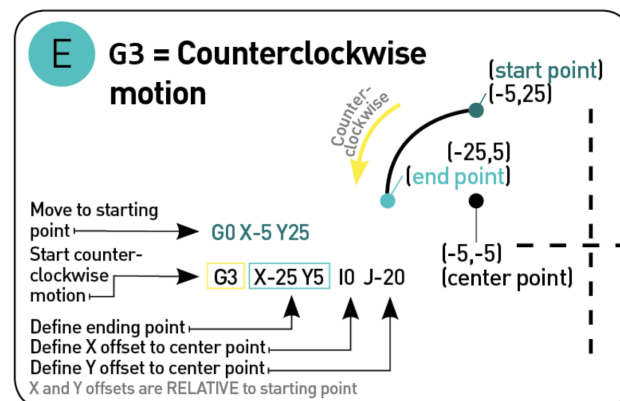 E
G3 = Counterclockwise
motion
(start point)
(-5,25)
Counter-
clockwise
(-25,5)
(end point)
Move to starting
point
G0 X-5 Y25
Start counter-
clockwise
motion
G3 X-25 Y5 I0 J-20
(-5,-5)
(center point)
Define ending point
Define X offset to center point
Define Y offset to center point
X and Y offsets are RELATIVE to starting point